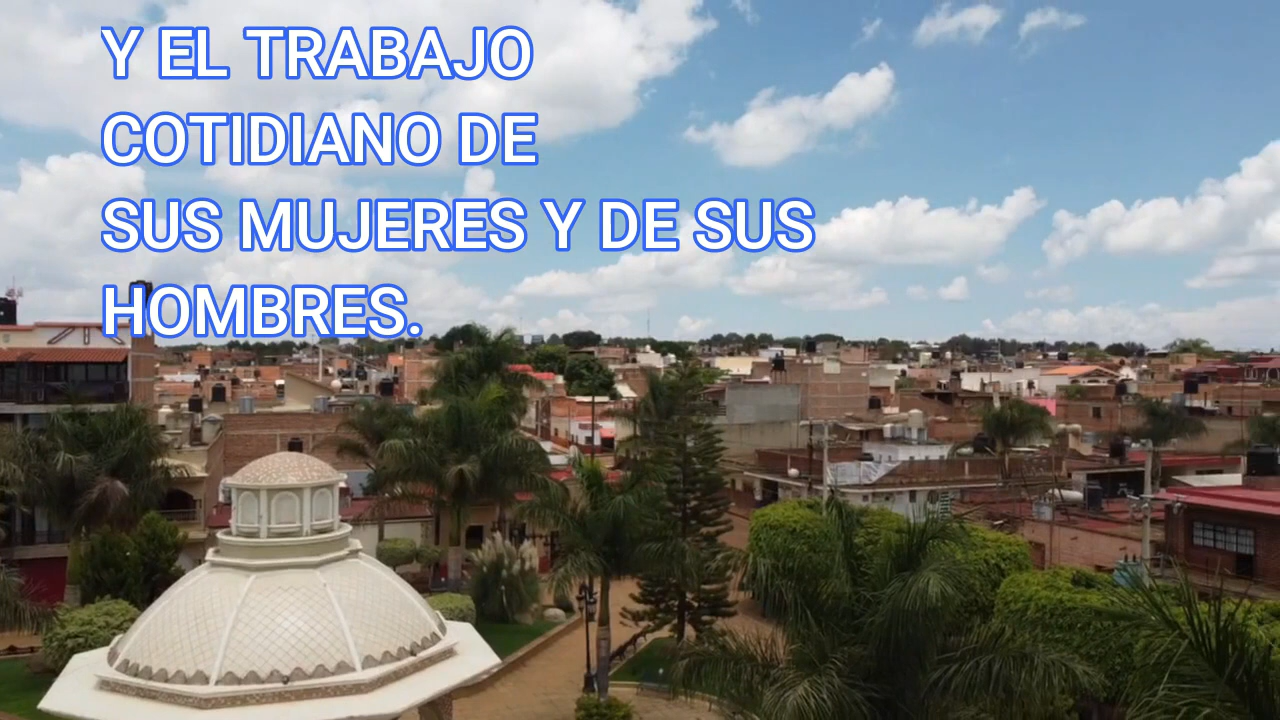 Y EL TRABAJO
COTIDIANO DE
SUS MUJERES Y DE SUS
HOMBRES.